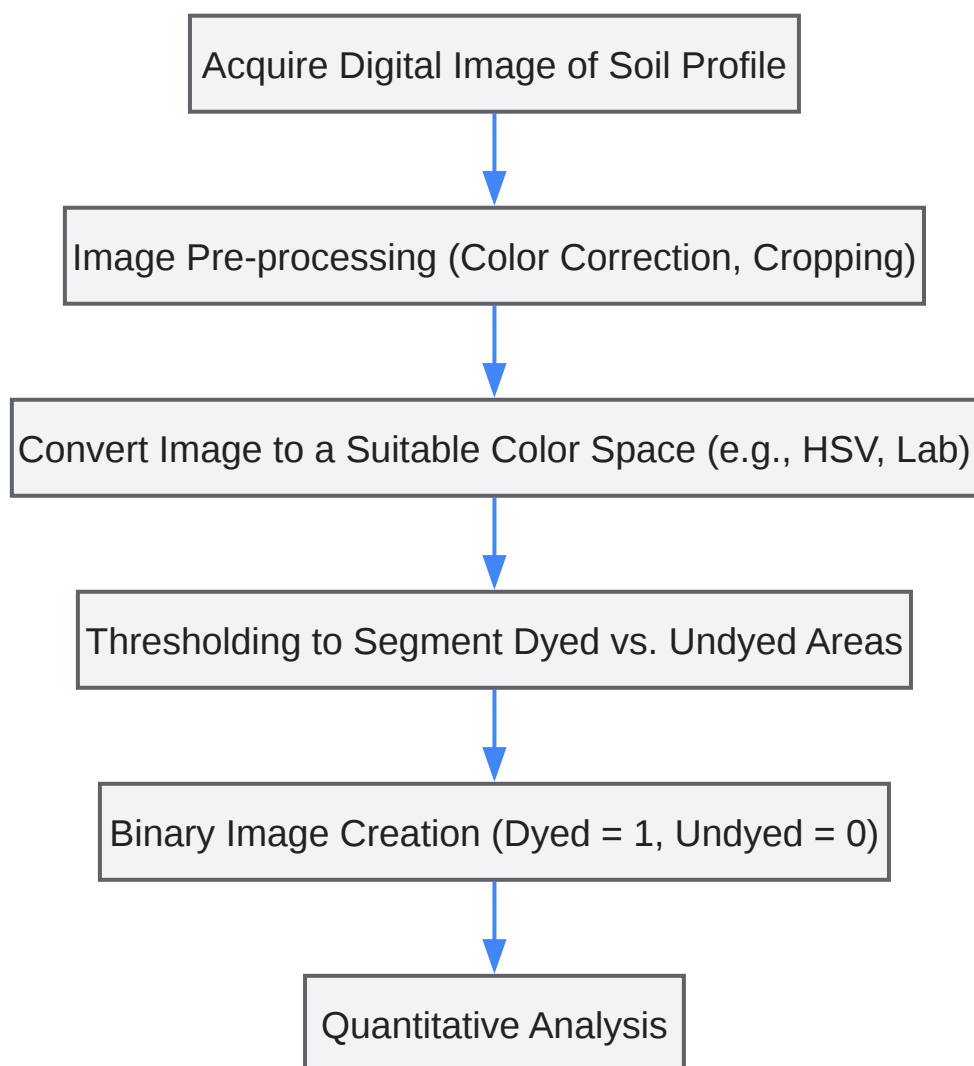 Acquire Digital Image of Soil Profile
Image Pre-processing (Color Correction, Cropping)
Convert Image to a Suitable Color Space (e.g., HSV, Lab)
Thresholding to Segment Dyed vs. Undyed Areas
Binary Image Creation (Dyed = 1, Undyed = 0)
Quantitative Analysis